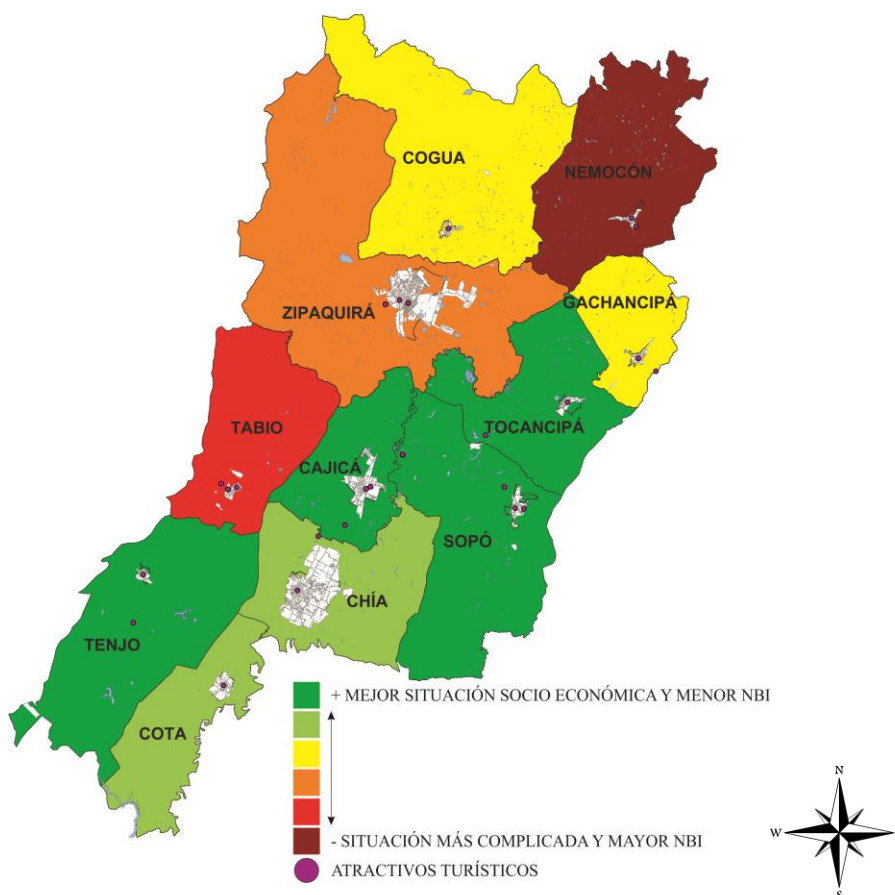 COGUA
NEMOCÓN
GACHANCIPÁ
ZIPAQUIRÁ
TABIO
TOCANCIPÁ
CAJICÁ
SOPÓ
CHÍA
TENJO
COTA
+ MEJOR SITUACIÓN SOCIO ECONÓMICA Y MENOR NBI
- SITUACIÓN MÁS COMPLICADA Y MAYOR NBI
ATRACTIVOS TURÍSTICOS
N
W
E
S